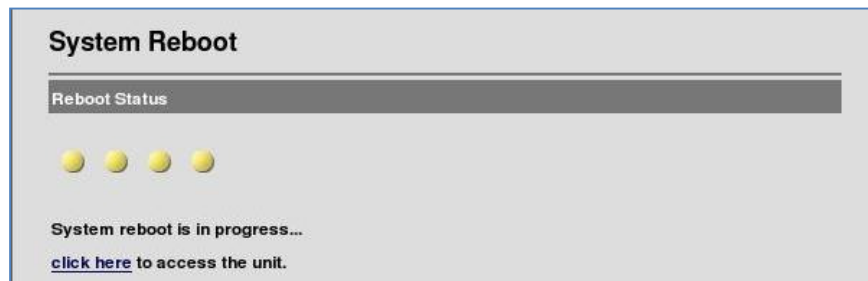 System Reboot
Reboot Status
System reboot is in progress...
click here to access the unit.